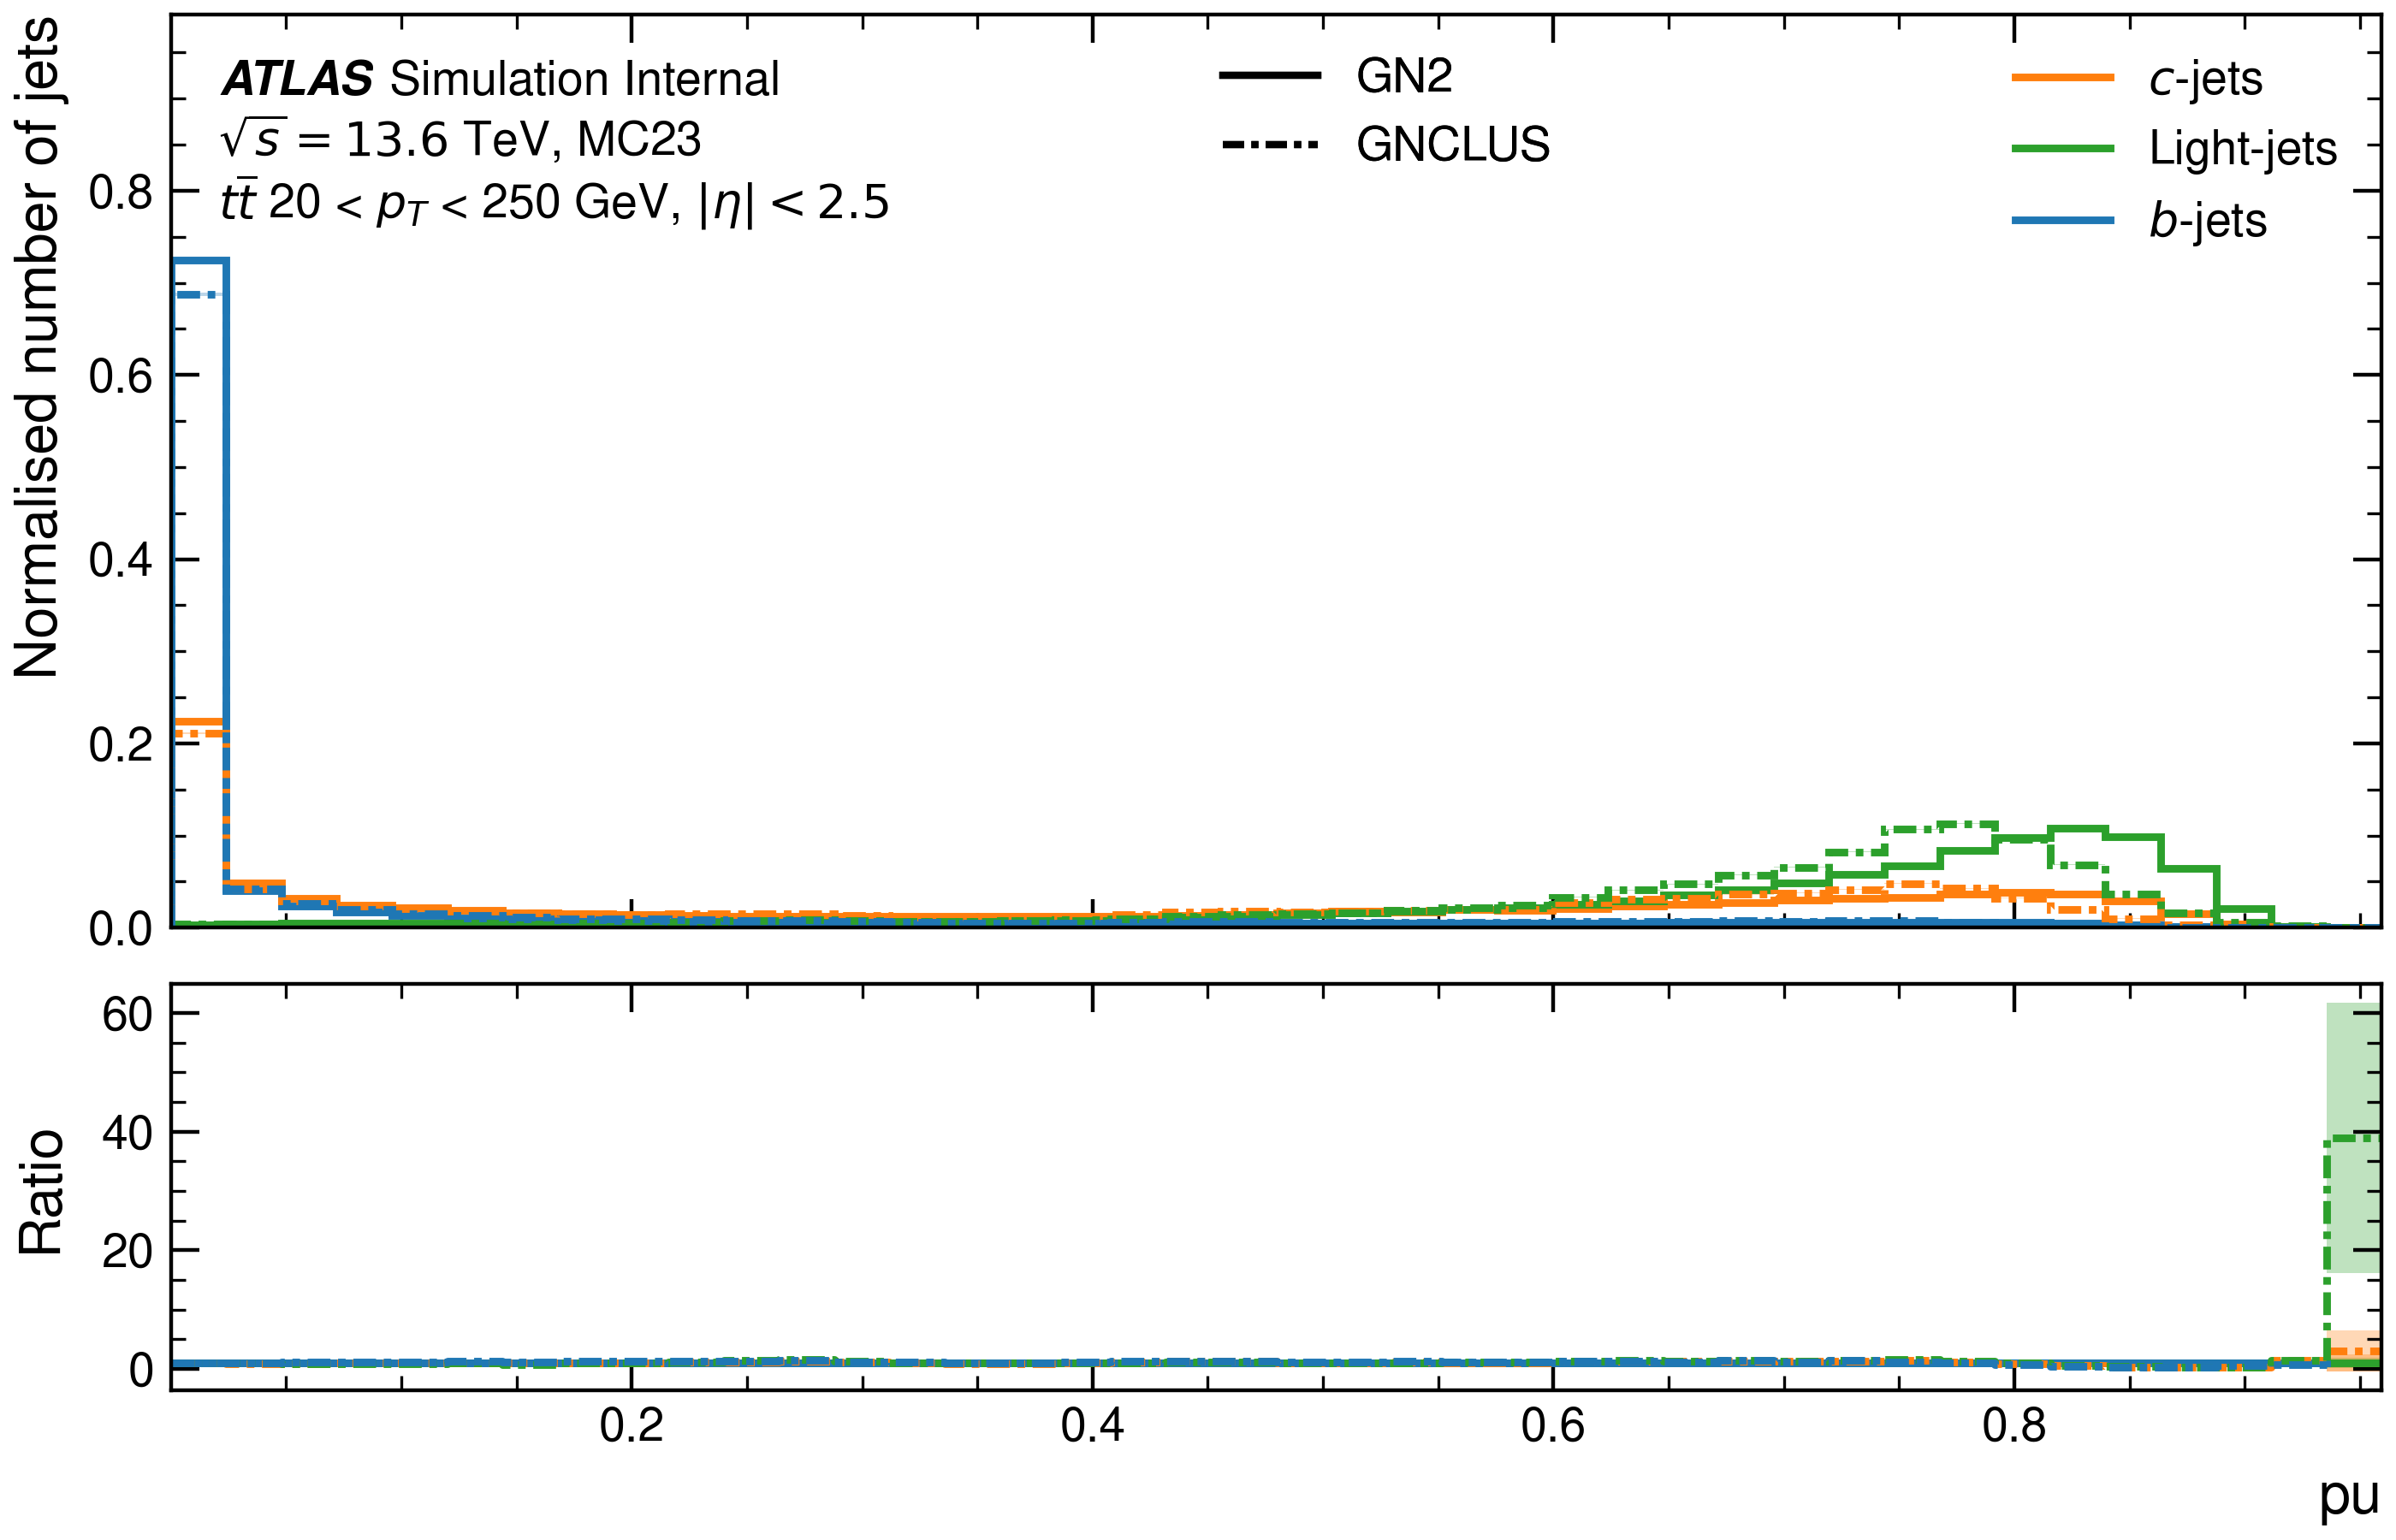 Normalised number of jets
ATLAS Simulation Internal
√s = 13.6 TeV, MC23
tt̄ 20 < p_T < 250 GeV, |η| < 2.5
GN2
GNCLUS
c-jets
Light-jets
b-jets
0.8
0.6
0.4
0.2
0.0
Ratio
60
40
20
0
0.2 0.4 0.6 0.8
pu